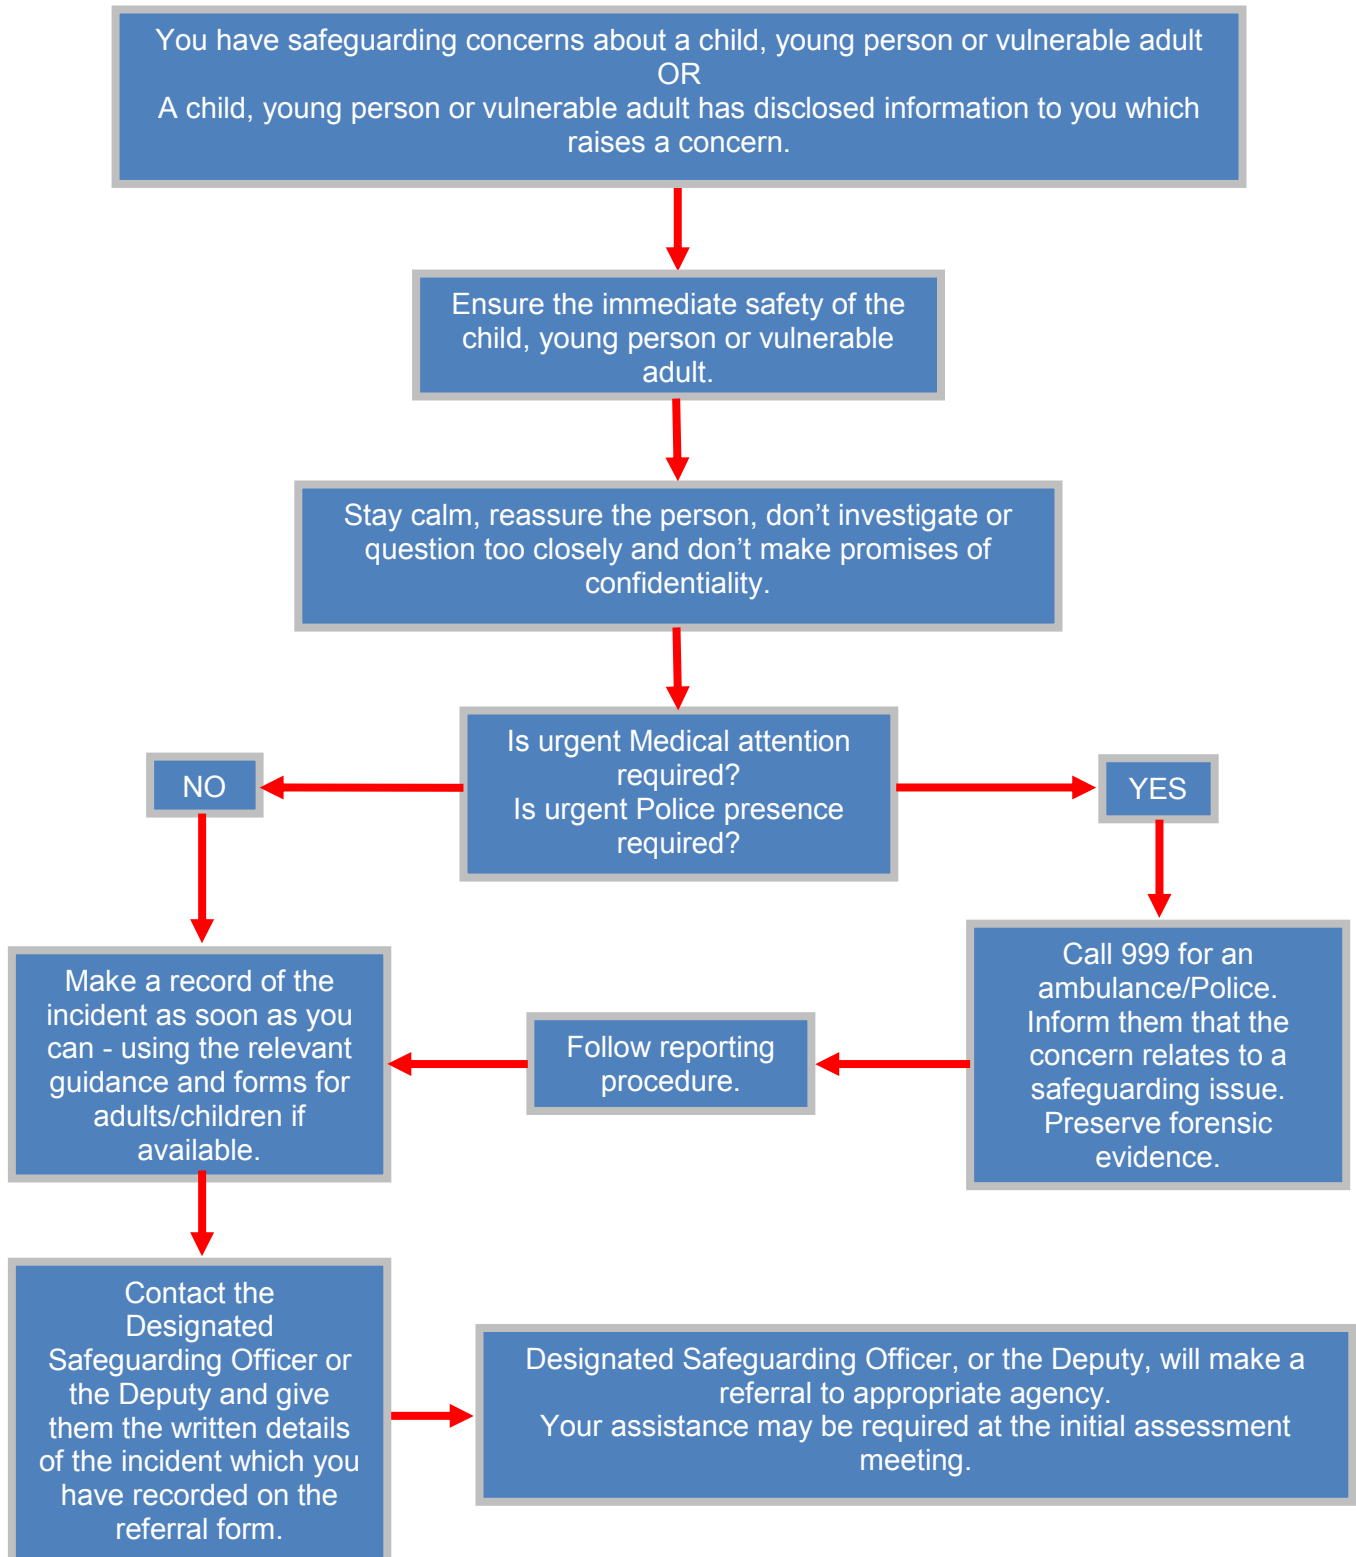 You have safeguarding concerns about a child, young person or vulnerable adult
OR
A child, young person or vulnerable adult has disclosed information to you which
raises a concern.
Ensure the immediate safety of the
child, young person or vulnerable
adult.
Stay calm, reassure the person, don’t investigate or
question too closely and don’t make promises of
confidentiality.
Is urgent Medical attention
required?
Is urgent Police presence
required?
NO
YES
Call 999 for an
ambulance/Police.
Inform them that the
concern relates to a
safeguarding issue.
Preserve forensic
evidence.
Follow reporting
procedure.
Make a record of the
incident as soon as you
can - using the relevant
guidance and forms for
adults/children if
available.
Contact the
Designated
Safeguarding Officer or
the Deputy and give
them the written details
of the incident which you
have recorded on the
referral form.
Designated Safeguarding Officer, or the Deputy, will make a
referral to appropriate agency.
Your assistance may be required at the initial assessment
meeting.